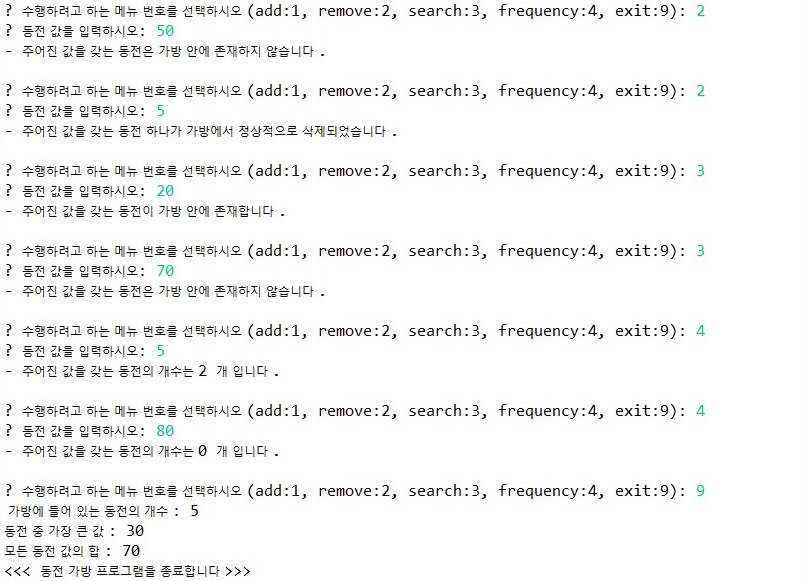 ? 수행하려고 하는 메뉴 번호를 선택하시오 (add:1, remove:2, search:3, frequency:4, exit:9): 2
? 동전 값을 입력하시오: 50
- 주어진 값을 갖는 동전은 가방 안에 존재하지 않습니다.
? 수행하려고 하는 메뉴 번호를 선택하시오 (add:1, remove:2, search:3, frequency:4, exit:9): 2
? 동전 값을 입력하시오: 5
- 주어진 값을 갖는 동전 하나가 가방에서 정상적으로 삭제되었습니다.
? 수행하려고 하는 메뉴 번호를 선택하시오 (add:1, remove:2, search:3, frequency:4, exit:9): 3
? 동전 값을 입력하시오: 20
- 주어진 값을 갖는 동전이 가방 안에 존재합니다.
? 수행하려고 하는 메뉴 번호를 선택하시오 (add:1, remove:2, search:3, frequency:4, exit:9): 3
? 동전 값을 입력하시오: 70
- 주어진 값을 갖는 동전은 가방 안에 존재하지 않습니다.
? 수행하려고 하는 메뉴 번호를 선택하시오 (add:1, remove:2, search:3, frequency:4, exit:9): 4
? 동전 값을 입력하시오: 5
- 주어진 값을 갖는 동전의 개수는 2 개 입니다.
? 수행하려고 하는 메뉴 번호를 선택하시오 (add:1, remove:2, search:3, frequency:4, exit:9): 4
? 동전 값을 입력하시오: 80
- 주어진 값을 갖는 동전의 개수는 0 개 입니다.
? 수행하려고 하는 메뉴 번호를 선택하시오 (add:1, remove:2, search:3, frequency:4, exit:9): 9
가방에 들어 있는 동전의 개수 : 5
동전 중 가장 큰 값 : 30
모든 동전 값의 합 : 70
<<< 동전 가방 프로그램을 종료합니다 >>>